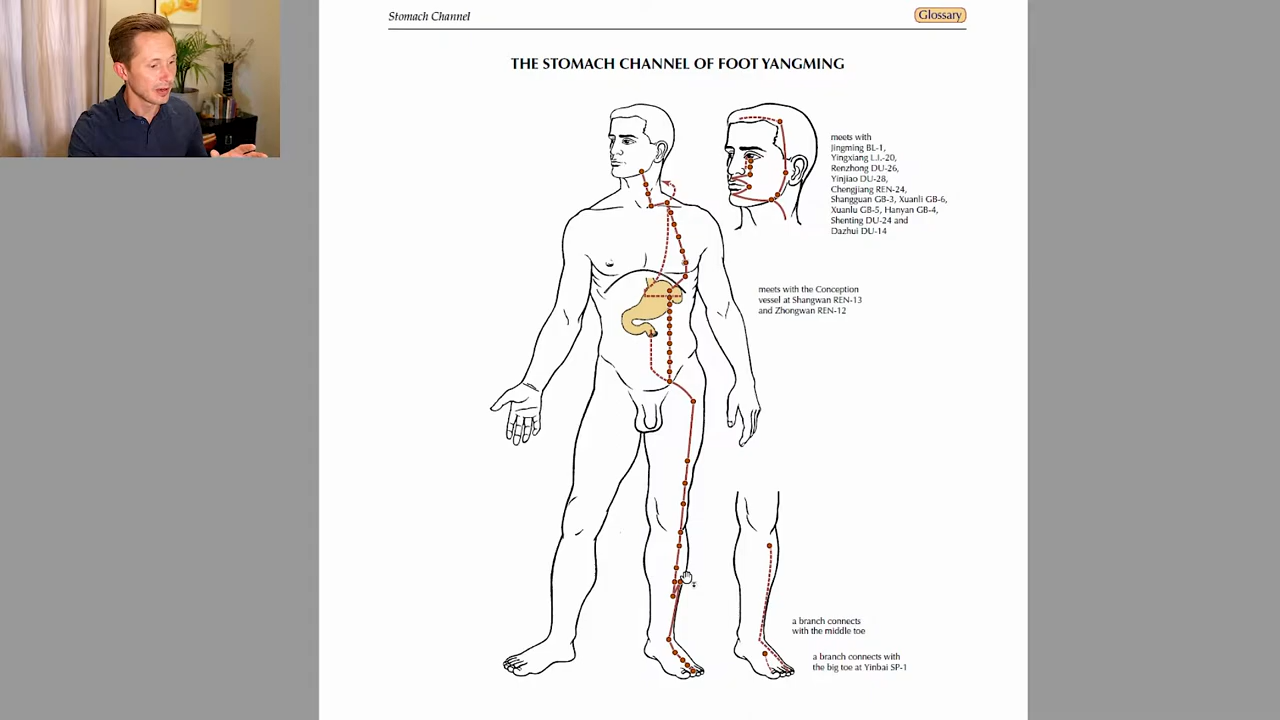 Stomach Channel
Glossary
THE STOMACH CHANNEL OF FOOT YANGMING
meets with
Jingming BL-1,
Yingxiang L.I.-20,
Renzhong DU-26,
Yinjiao DU-28,
Chengjiang REN-24,
Shangguan GB-3, Xuanli GB-6,
Xuanlu GB-5, Hanyan GB-4,
Shenting DU-24 and
Dazhui DU-14
meets with the Conception
vessel at Shangwan REN-13
and Zhongwan REN-12
a branch connects
with the middle toe
a branch connects with
the big toe at Yinbai SP-1